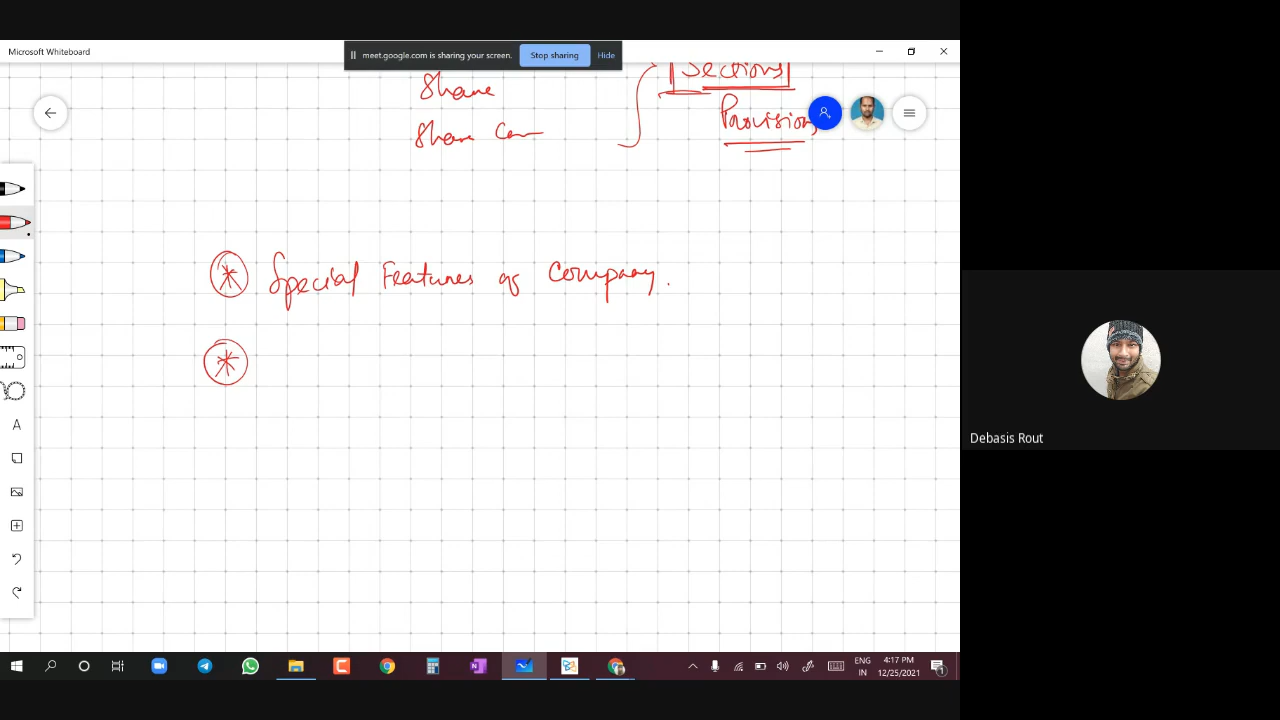 Microsoft Whiteboard
meet.google.com is sharing your screen.
Stop sharing
Hide
Sections
Share
Provisions
Share
Special Features of Company.
A
Debasis Rout
ENG
IN
4:17 PM
12/25/2021
1